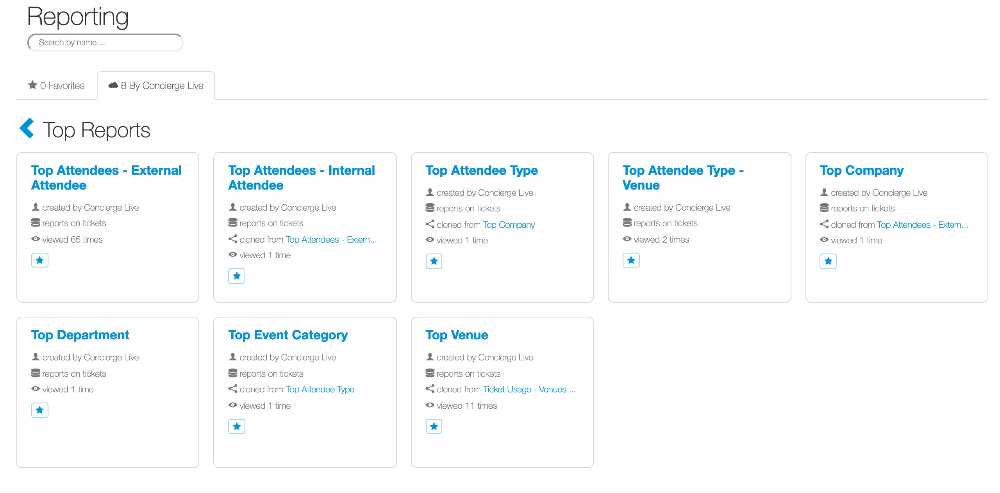 Reporting
Search by name....
0 Favorites
8 By Concierge Live
Top Reports
Top Attendees - External
Attendee
created by Concierge Live
reports on tickets
viewed 65 times
Top Attendees - Internal
Attendee
created by Concierge Live
reports on tickets
cloned from Top Attendees - Extern...
viewed 1 time
Top Attendee Type
created by Concierge Live
reports on tickets
cloned from Top Company
viewed 1 time
Top Attendee Type -
Venue
created by Concierge Live
reports on tickets
viewed 2 times
Top Company
created by Concierge Live
reports on tickets
cloned from Top Attendees - Extern...
viewed 1 time
Top Department
created by Concierge Live
reports on tickets
viewed 1 time
Top Event Category
created by Concierge Live
reports on tickets
cloned from Top Attendee Type
viewed 1 time
Top Venue
created by Concierge Live
reports on tickets
cloned from Ticket Usage - Venues ...
viewed 11 times